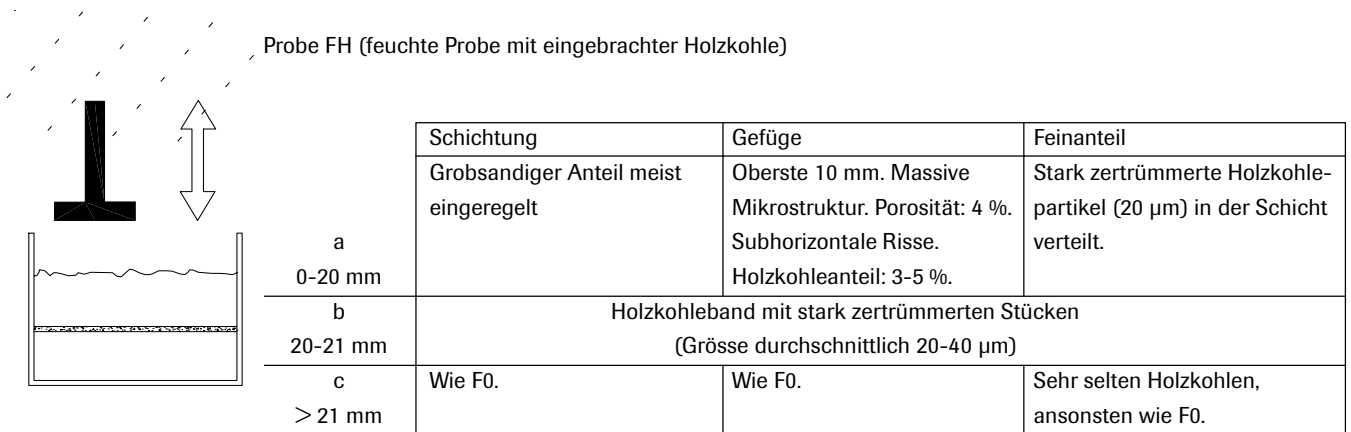 Probe FH (feuchte Probe mit eingebrachter Holzkohle)
Schichtung Gefüge Feinanteil
Grobsandiger Anteil meist Oberste 10 mm. Massive Stark zertrümmerte Holzkohle-
eingeregelt Mikrostruktur. Porosität: 4 %. partikel (20 µm) in der Schicht
a Subhorizontale Risse. verteilt.
0-20 mm Holzkohleanteil: 3-5 %.
b Holzkohleband mit stark zertrümmerten Stücken
20-21 mm (Grösse durchschnittlich 20-40 µm)
c Wie F0. Wie F0. Sehr selten Holzkohlen,
> 21 mm ansonsten wie F0.